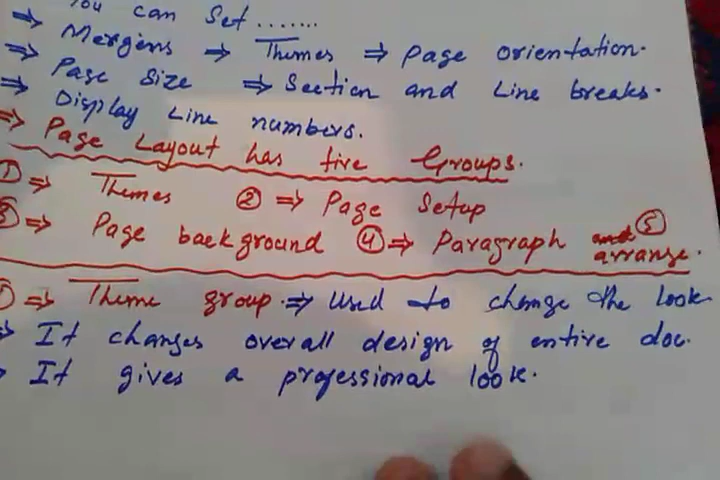 You can set .......
⇒ Mergins ⇒ Themes ⇒ Page orientation.
⇒ Page Size ⇒ Section and Line breaks.
⇒ Display Line numbers.
⇒ Page Layout has five Groups.
① ⇒ Themes ② ⇒ Page Setup
③ ⇒ Page background ④ ⇒ Paragraph and ⑤ arrange.
① ⇒ Theme group ⇒ Used to change the look
⇒ It changes overall design of entire doc.
⇒ It gives a professional look.